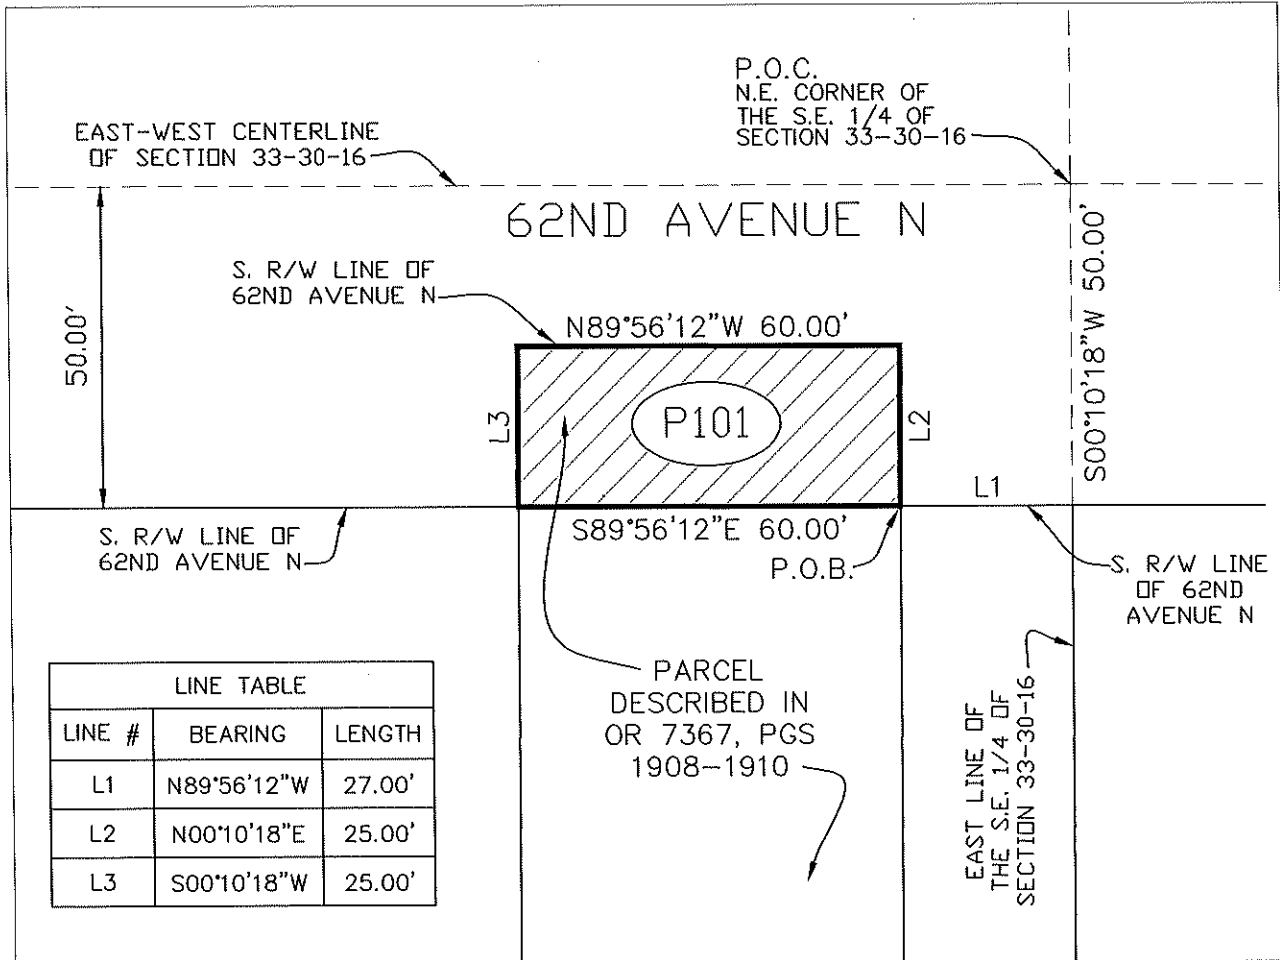 P.O.C.
N.E. CORNER OF
THE S.E. 1/4 OF
SECTION 33-30-16
EAST-WEST CENTERLINE
OF SECTION 33-30-16
62ND AVENUE N
S. R/W LINE OF
62ND AVENUE N
50.00'
S00°10'18"W 50.00'
N89°56'12"W 60.00'
L3
P101
L2
L1
S89°56'12"E 60.00'
P.O.B.
S. R/W LINE OF
62ND AVENUE N
S. R/W LINE
OF 62ND
AVENUE N
PARCEL
DESCRIBED IN
OR 7367, PGS
1908-1910
EAST LINE OF
THE S.E. 1/4 OF
SECTION 33-30-16
LINE TABLE
LINE # BEARING LENGTH
L1 N89°56'12"W 27.00'
L2 N00°10'18"E 25.00'
L3 S00°10'18"W 25.00'